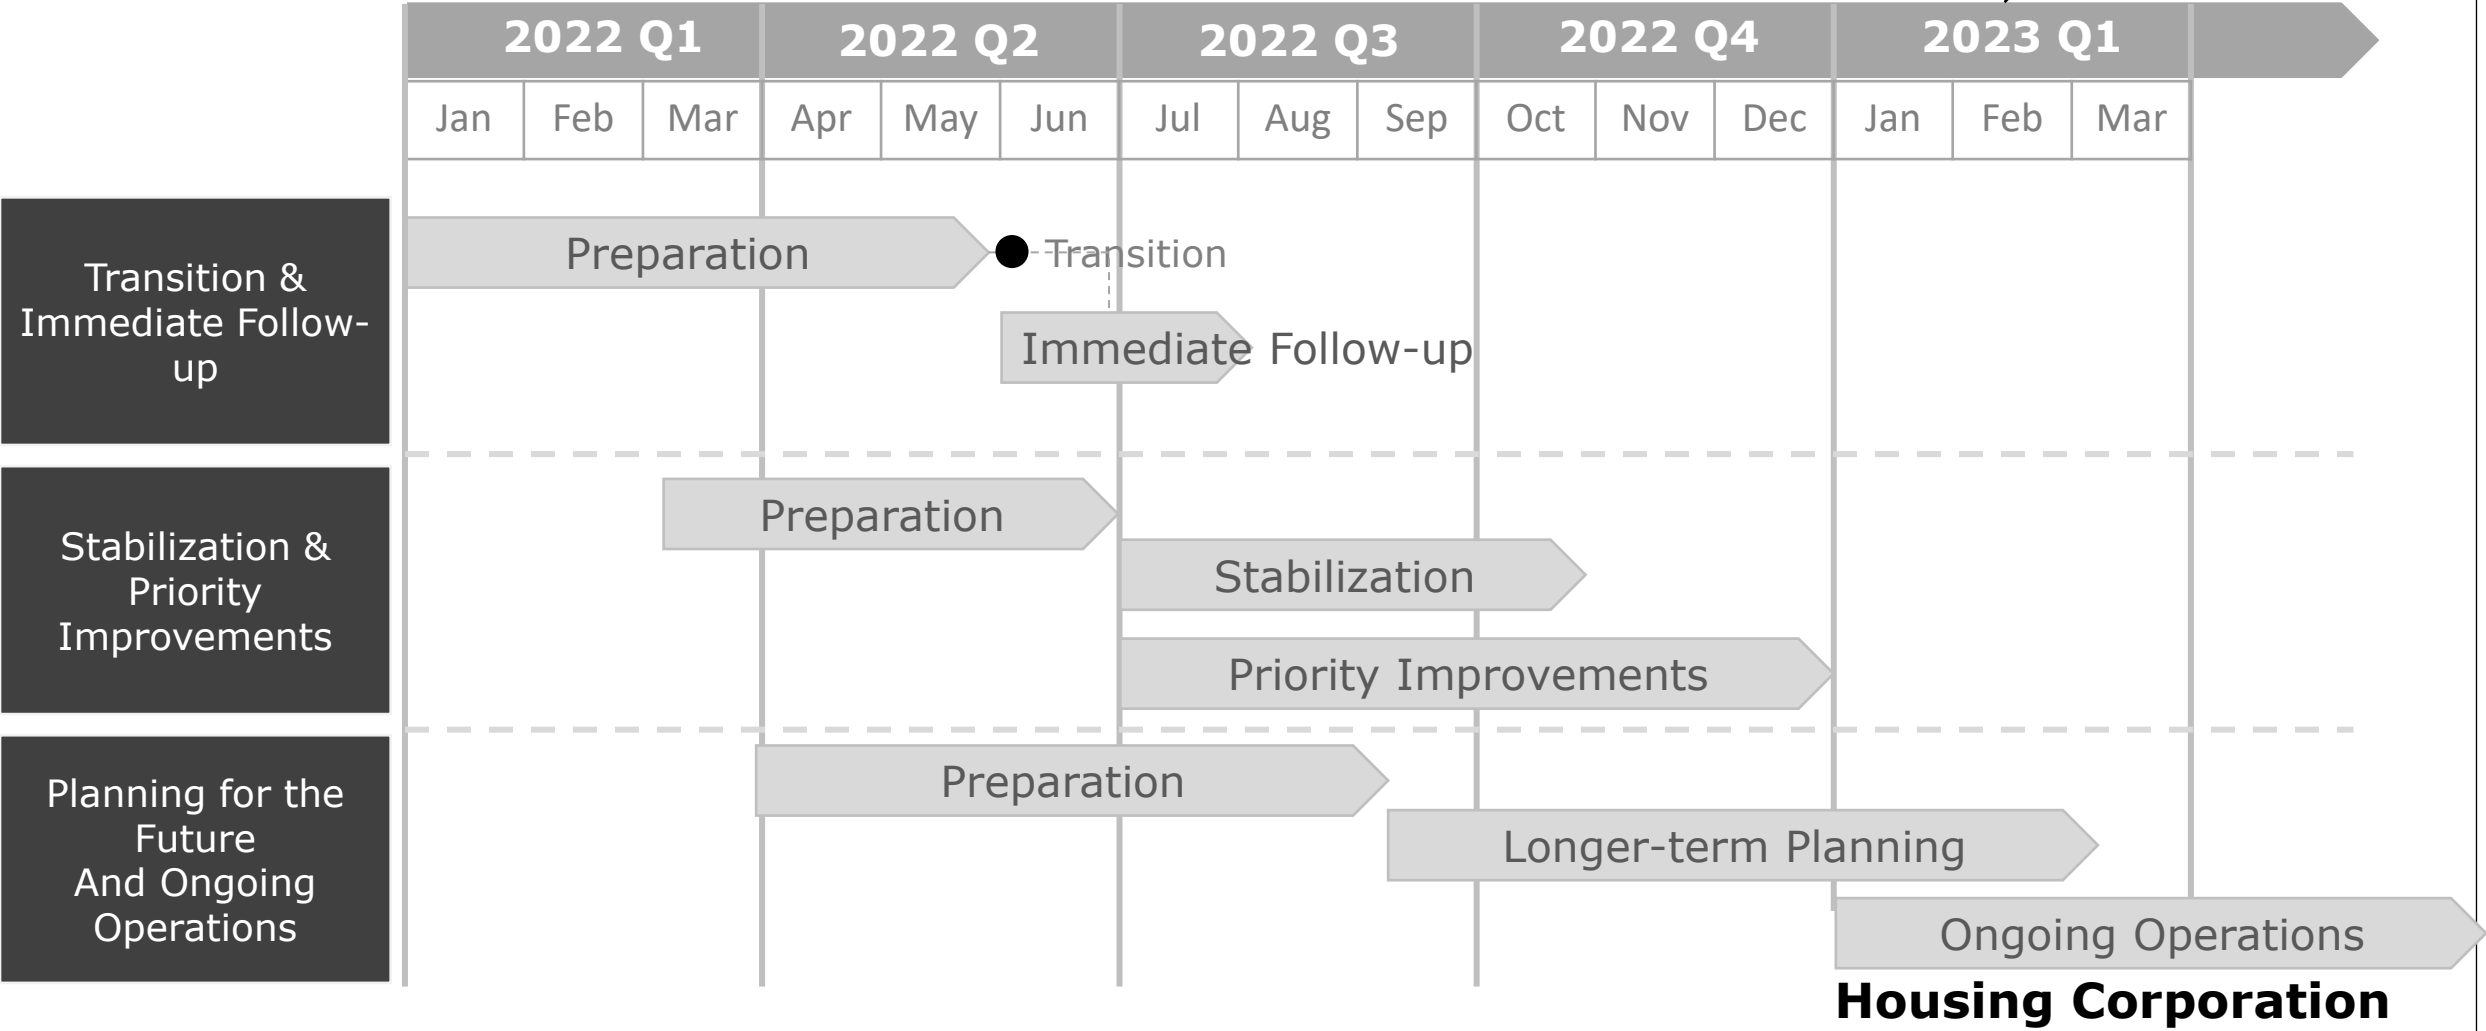 2022 Q1 2022 Q2 2022 Q3 2022 Q4 2023 Q1
Jan Feb Mar Apr May Jun Jul Aug Sep Oct Nov Dec Jan Feb Mar
Transition &
Immediate Follow-
up
Preparation
Transition
Immediate Follow-up
Stabilization &
Priority
Improvements
Preparation
Stabilization
Priority Improvements
Planning for the
Future
And Ongoing
Operations
Preparation
Longer-term Planning
Ongoing Operations
Housing Corporation